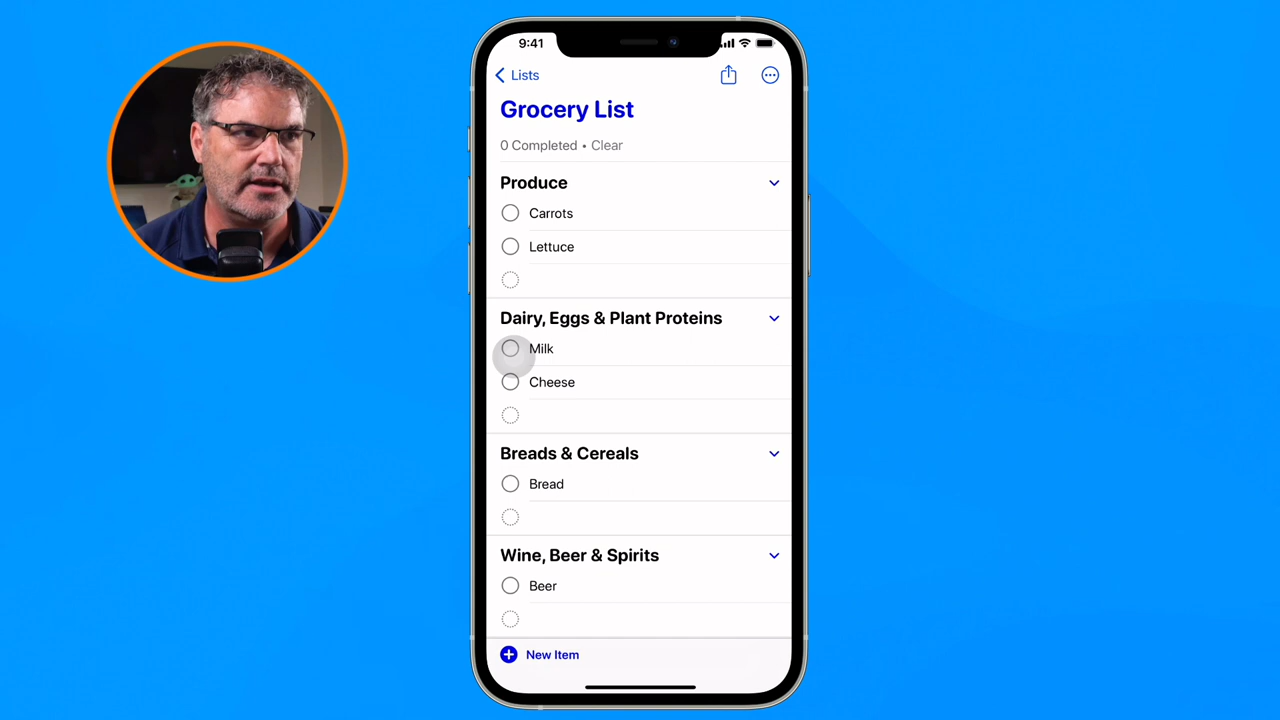 9:41
Lists
Grocery List
0 Completed • Clear
Produce
Carrots
Lettuce
Dairy, Eggs & Plant Proteins
Milk
Cheese
Breads & Cereals
Bread
Wine, Beer & Spirits
Beer
New Item